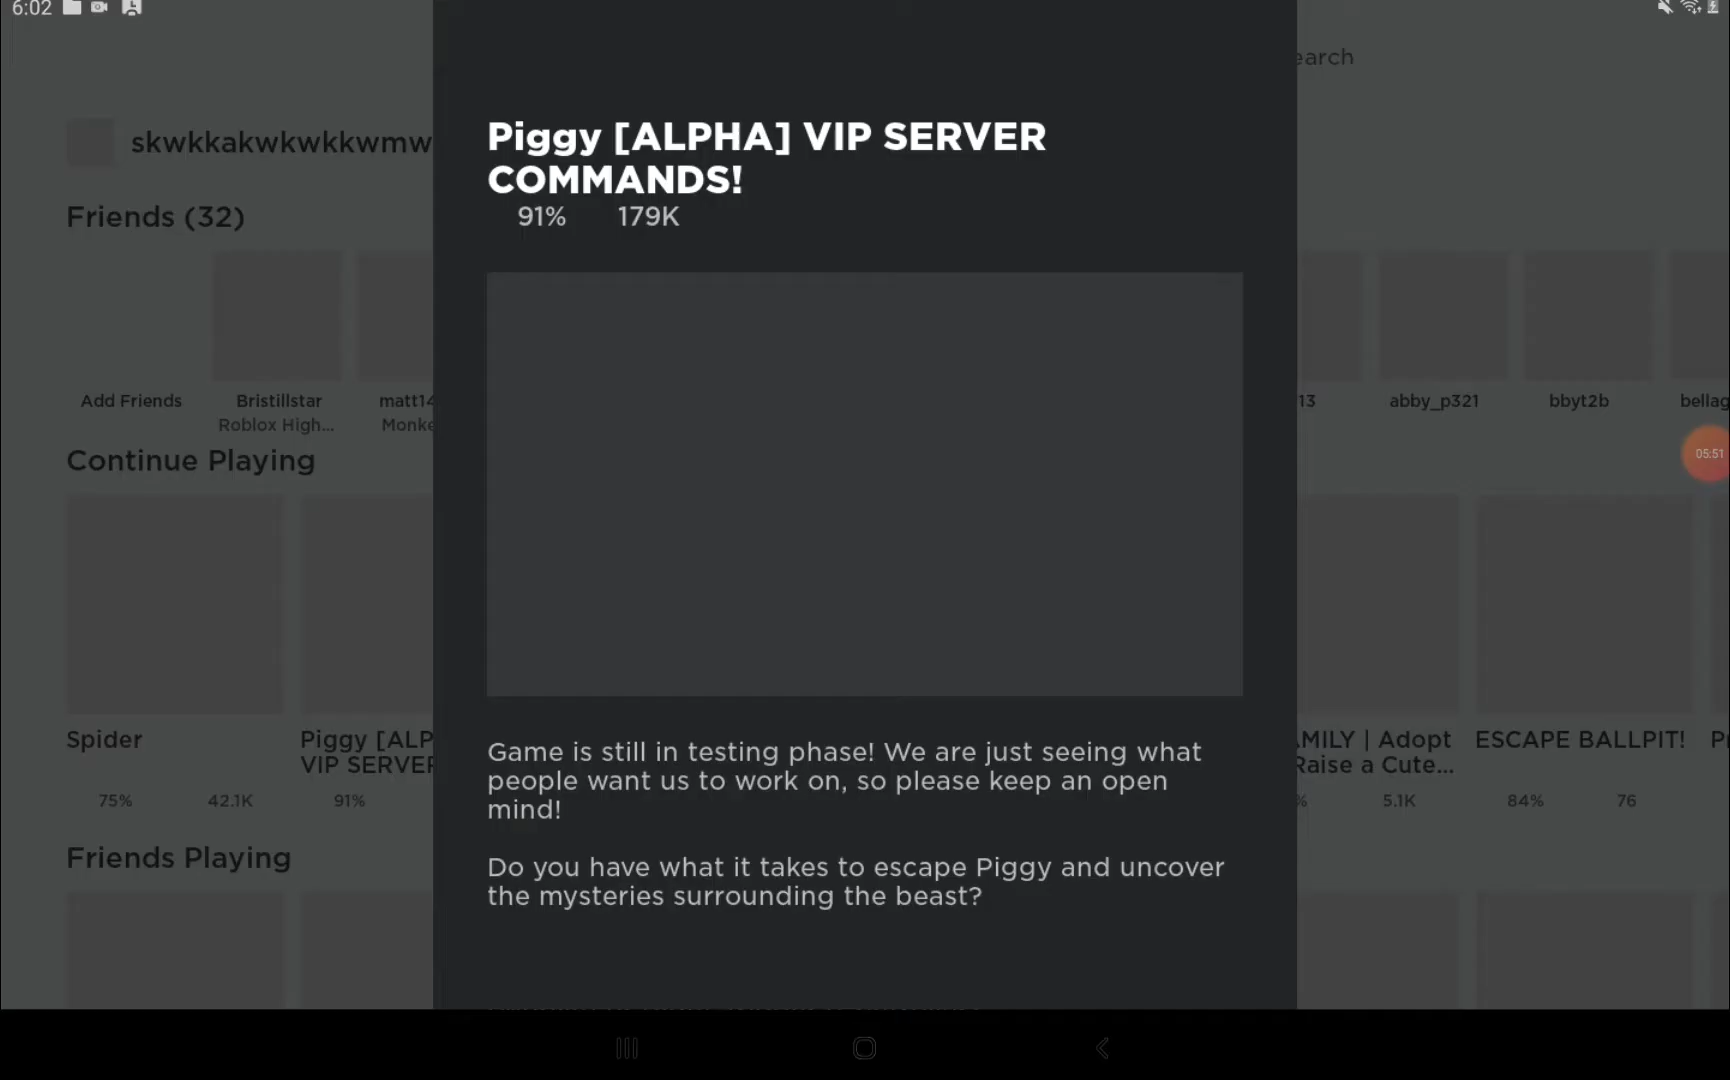 6:02
earch
skwkkakwkwkkwmw
Piggy [ALPHA] VIP SERVER
COMMANDS!
91% 179K
Friends (32)
Add Friends
Bristillstar
Roblox High...
matt14
Monke
13
abby_p321
bbyt2b
bellag
05:51
Continue Playing
Spider
75% 42.1K
Piggy [ALP
VIP SERVER
91%
AMILY | Adopt
Raise a Cute...
% 5.1K
ESCAPE BALLPIT!
84% 76
Game is still in testing phase! We are just seeing what
people want us to work on, so please keep an open
mind!
Do you have what it takes to escape Piggy and uncover
the mysteries surrounding the beast?
Friends Playing